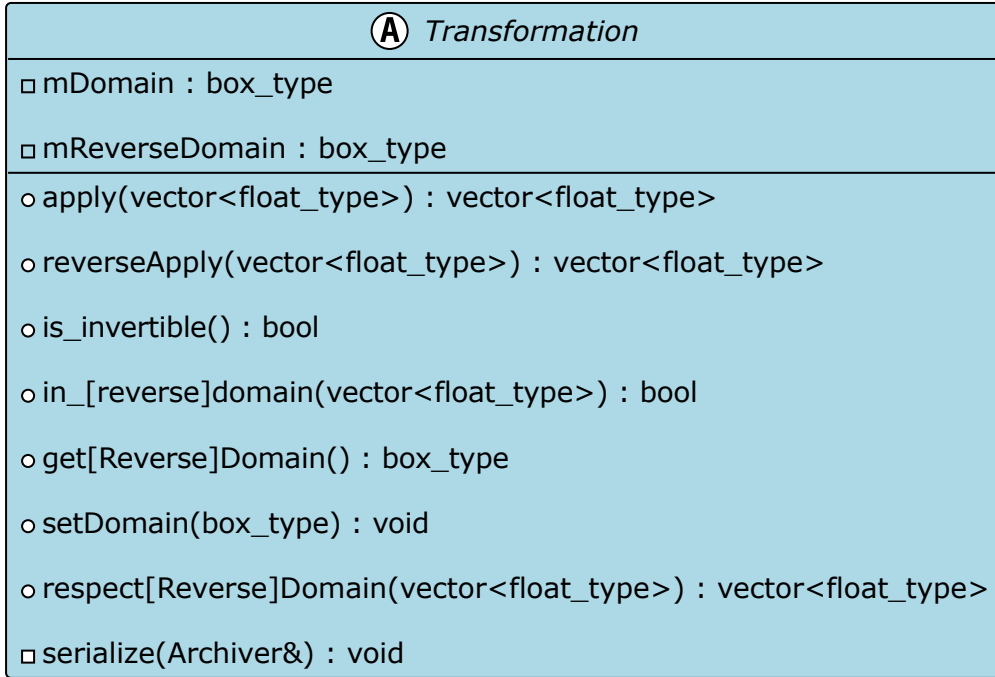 A Transformation
mDomain : box_type
mReverseDomain : box_type
apply(vector<float_type>) : vector<float_type>
reverseApply(vector<float_type>) : vector<float_type>
is_invertible() : bool
in_[reverse]domain(vector<float_type>) : bool
get[Reverse]Domain() : box_type
setDomain(box_type) : void
respect[Reverse]Domain(vector<float_type>) : vector<float_type>
serialize(Archiver&) : void